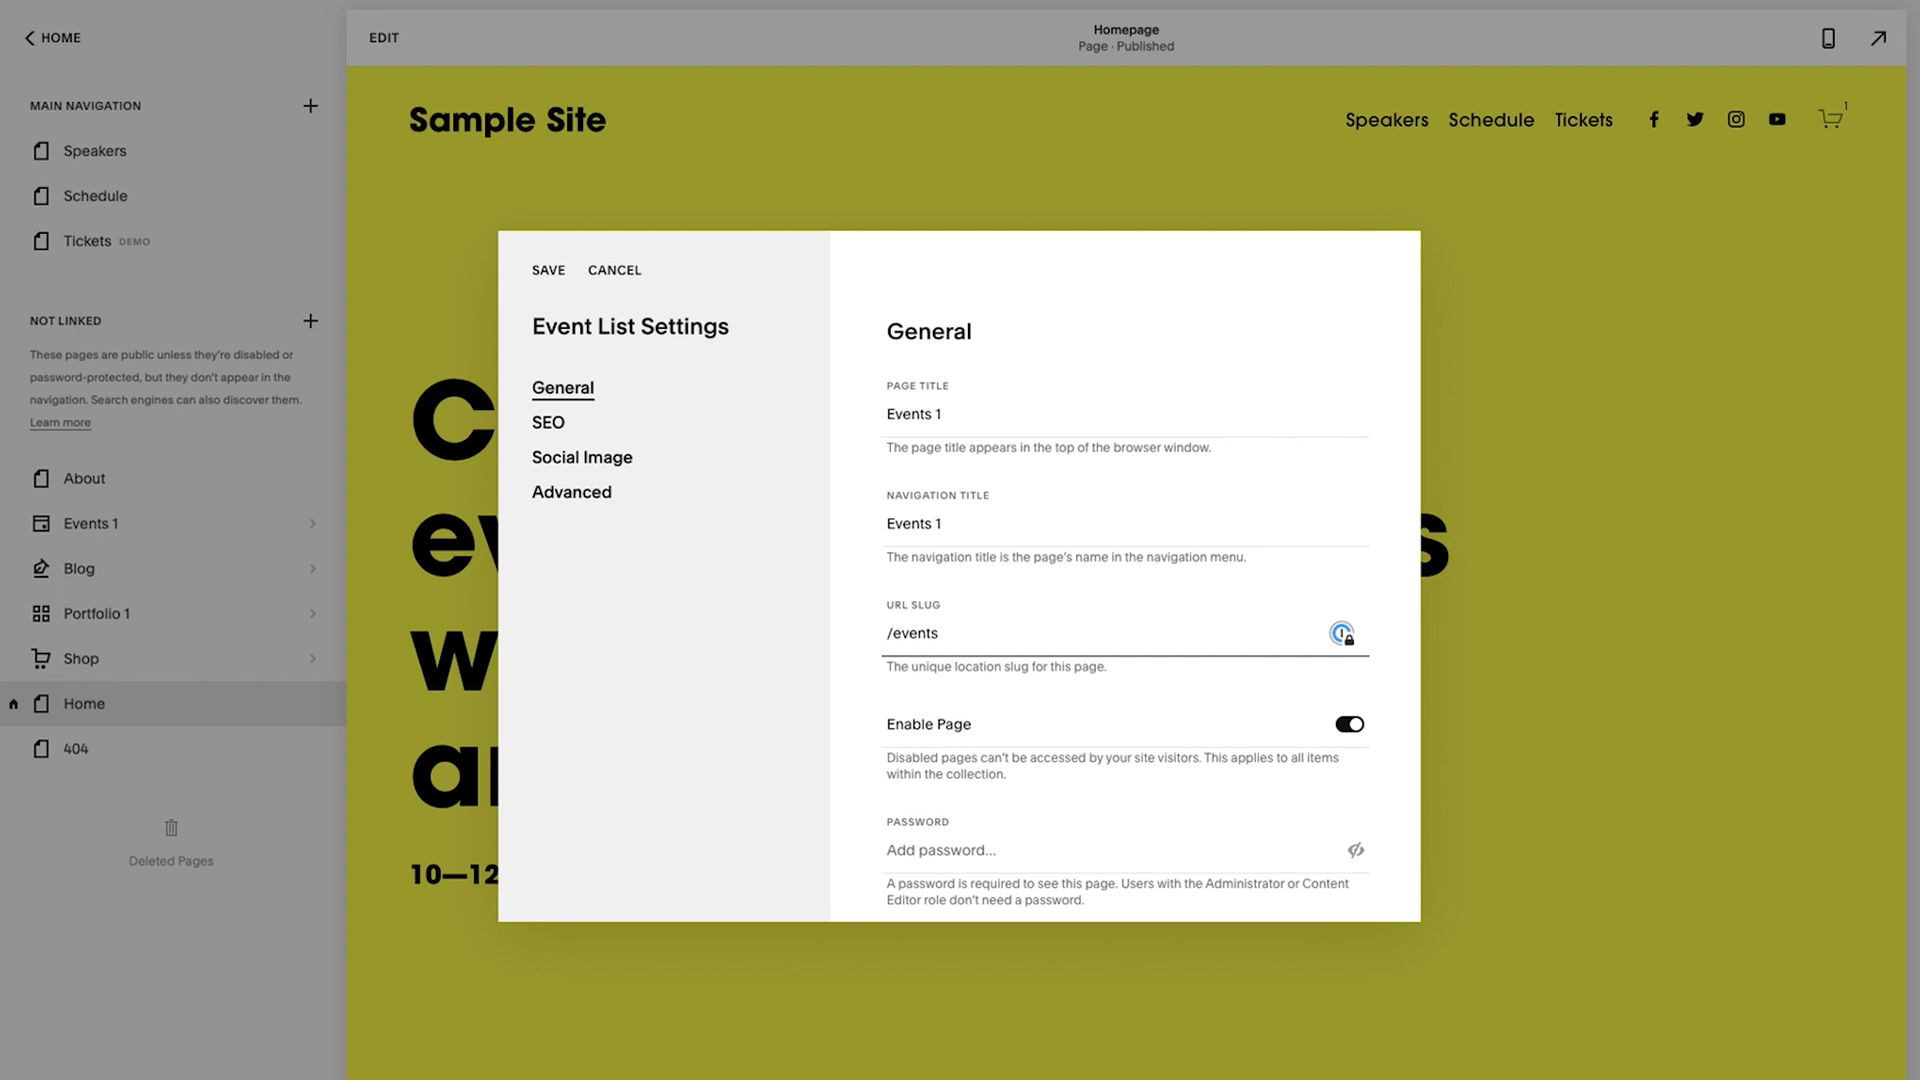 HOME
MAIN NAVIGATION
Speakers
Schedule
Tickets DEMO
NOT LINKED
These pages are public unless they're disabled or
password-protected, but they don't appear in the
navigation. Search engines can also discover them.
Learn more
About
Events 1
Blog
Portfolio 1
Shop
Home
404
Deleted Pages
EDIT
Homepage
Page · Published
Sample Site
Speakers Schedule Tickets
1
10—12
SAVE CANCEL
Event List Settings
General
SEO
Social Image
Advanced
General
PAGE TITLE
Events 1
The page title appears in the top of the browser window.
NAVIGATION TITLE
Events 1
The navigation title is the page's name in the navigation menu.
URL SLUG
/events
The unique location slug for this page.
Enable Page
Disabled pages can't be accessed by your site visitors. This applies to all items
within the collection.
PASSWORD
Add password...
A password is required to see this page. Users with the Administrator or Content
Editor role don't need a password.